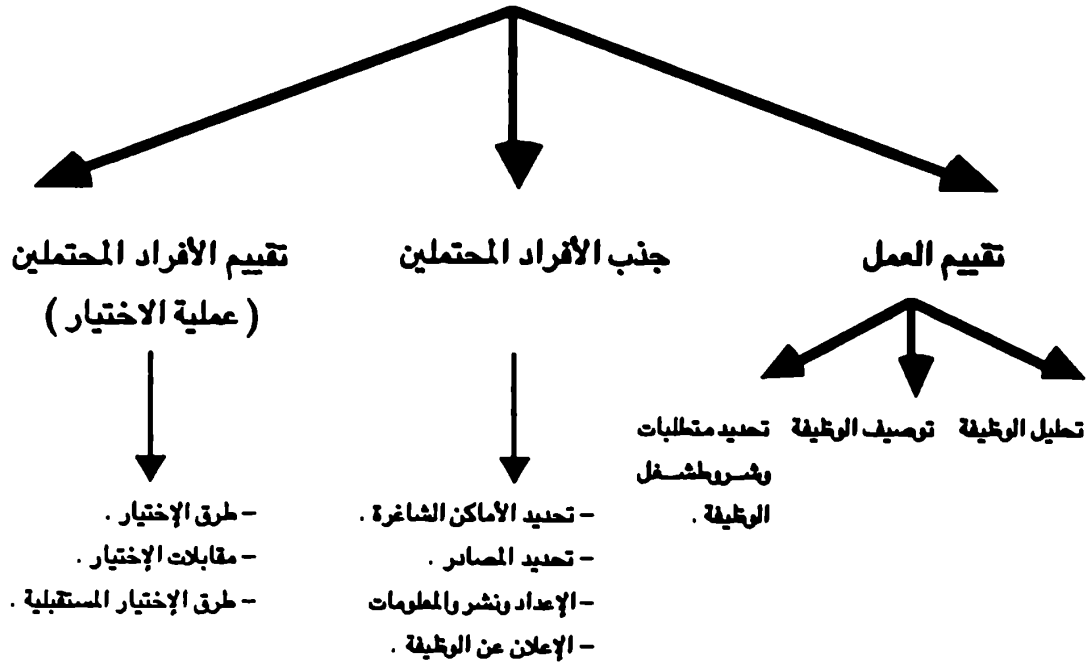 تقييم العمل
جذب الأفراد المحتملين
تقييم الأفراد المحتملين
( عملية الاختيار )
تحليل الوظيفة
توصيف الوظيفة
تحديد متطلبات
وشروط شغل
الوظيفة .
– تحديد الأماكن الشاغرة .
– تحديد المصادر .
– الإعداد ونشر والمعلومات
– الإعلان عن الوظيفة .
– طرق الإختيار .
– مقابلات الإختيار .
– طرق الإختيار المستقبلية .